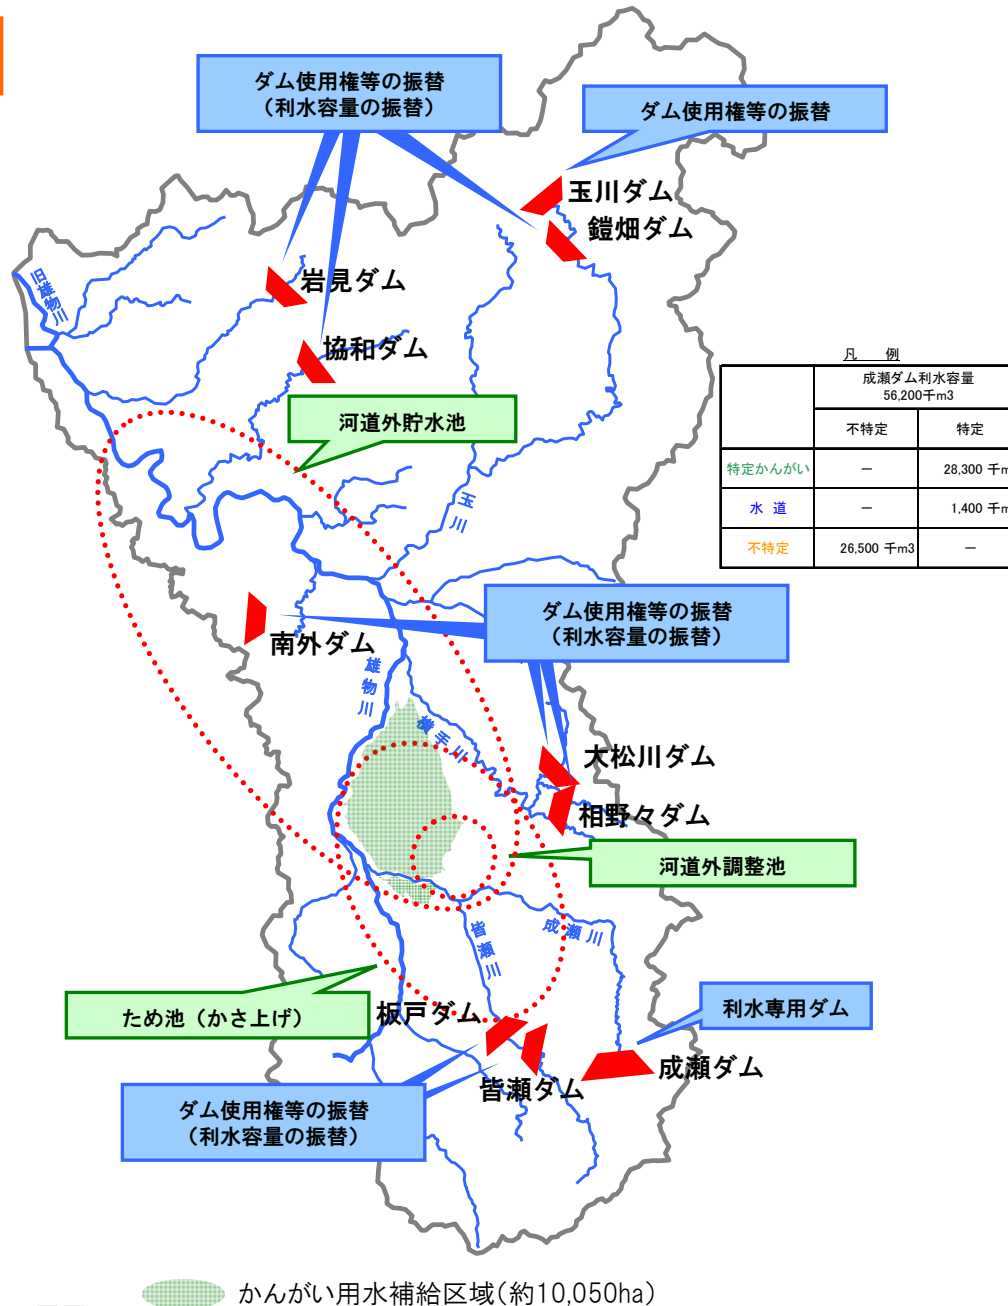 ダム使用権等の振替
（利水容量の振替）
ダム使用権等の振替
玉川ダム
鎧畑ダム
岩見ダム
旧雄物川
協和ダム
凡　例
成瀬ダム利水容量
56,200千m3
不特定
特定
特定かんがい
－
28,300 千m
水 道
－
1,400 千m
不特定
26,500 千m3
－
河道外貯水池
玉川
ダム使用権等の振替
（利水容量の振替）
南外ダム
雄物川
横手川
大松川ダム
相野々ダム
河道外調整池
皆瀬川
成瀬川
ため池（かさ上げ）
板戸ダム
利水専用ダム
成瀬ダム
皆瀬ダム
ダム使用権等の振替
（利水容量の振替）
かんがい用水補給区域（約10,050ha）